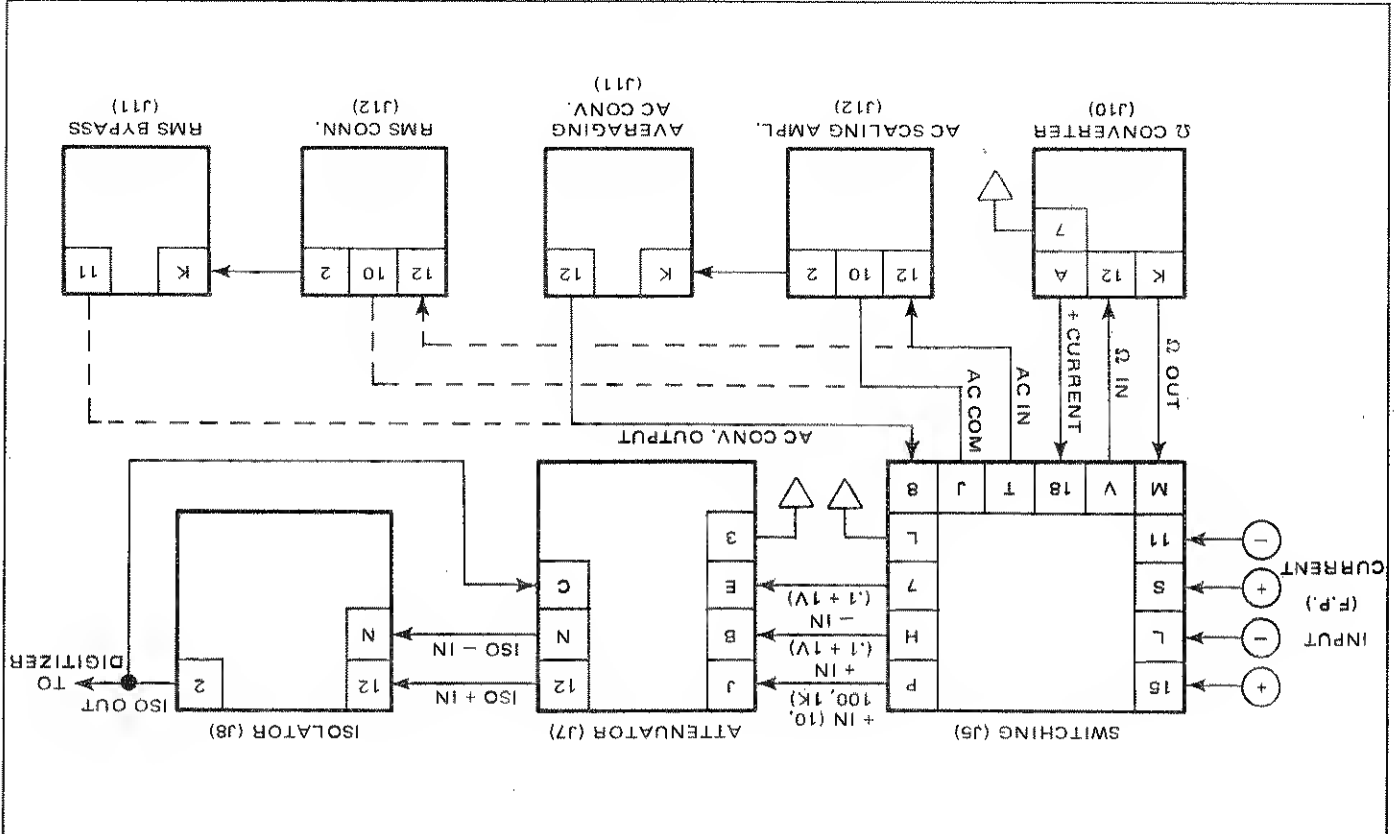 SWITCHING (J5)
ATTENUATOR (J7)
ISOLATOR (J8)
+ 15
INPUT
− L
(F.P.)
+ S
CURRENT
− 11
P
H
7
L
M V 18 T J 8
+ IN (10,
100, 1K)
+ IN
(.1 + 1V)
− IN
(.1 + 1V)
J
B
E
3
12
N
C
ISO + IN
ISO − IN
12
N
2
ISO OUT
TO
DIGITIZER
AC CONV. OUTPUT
Ω OUT
Ω IN
+ CURRENT
AC IN
AC COM
K 12 A
7
12 10 2
K 12
12 10 2
K 11
Ω CONVERTER
(J10)
AC SCALING AMPL.
(J12)
AVERAGING
AC CONV.
(J11)
RMS CONN.
(J12)
RMS BYPASS
(J11)